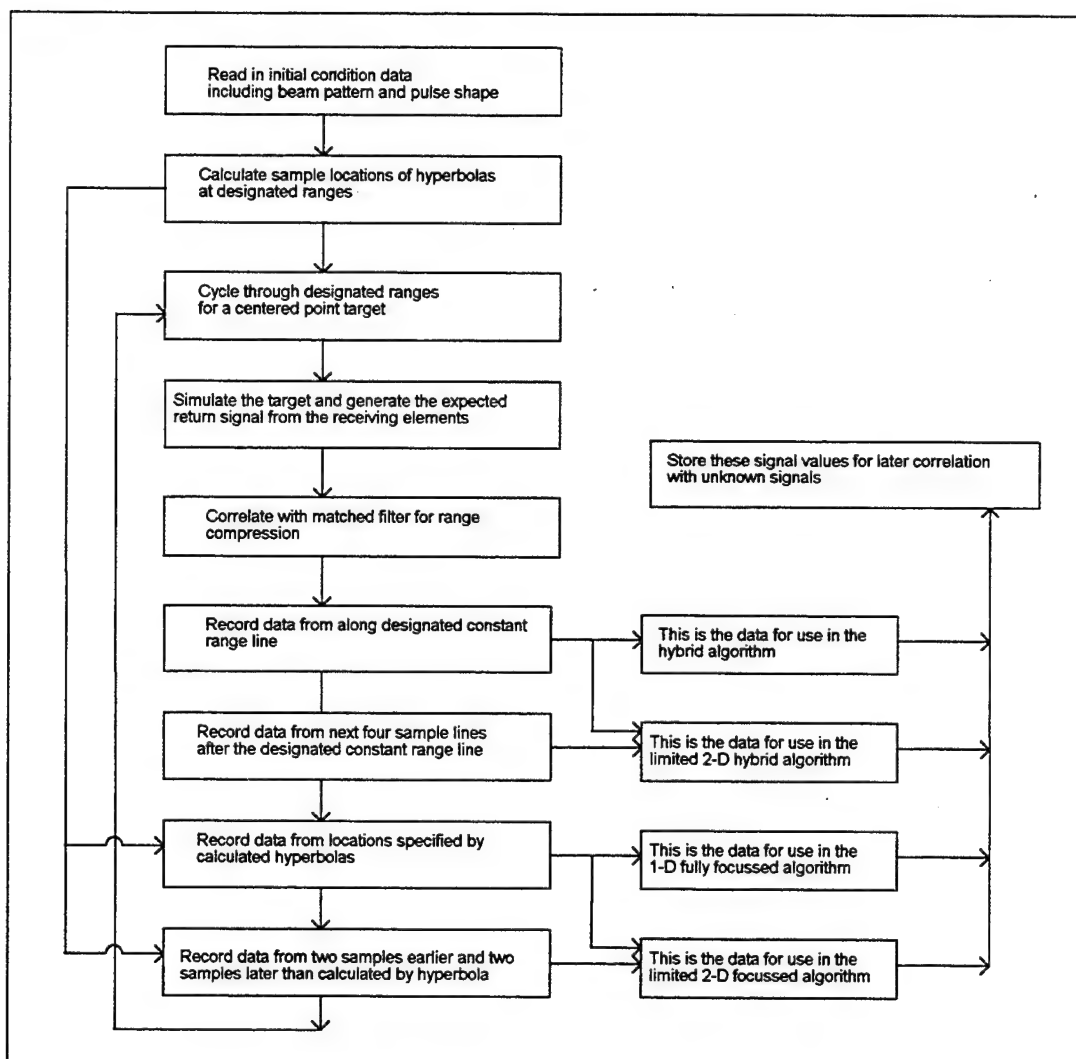 Read in initial condition data
including beam pattern and pulse shape
Calculate sample locations of hyperbolas
at designated ranges
Cycle through designated ranges
for a centered point target
Simulate the target and generate the expected
return signal from the receiving elements
Store these signal values for later correlation
with unknown signals
Correlate with matched filter for range
compression
Record data from along designated constant
range line
This is the data for use in the
hybrid algorithm
Record data from next four sample lines
after the designated constant range line
This is the data for use in the
limited 2-D hybrid algorithm
Record data from locations specified by
calculated hyperbolas
This is the data for use in the
1-D fully focussed algorithm
Record data from two samples earlier and two
samples later than calculated by hyperbola
This is the data for use in the
limited 2-D focussed algorithm